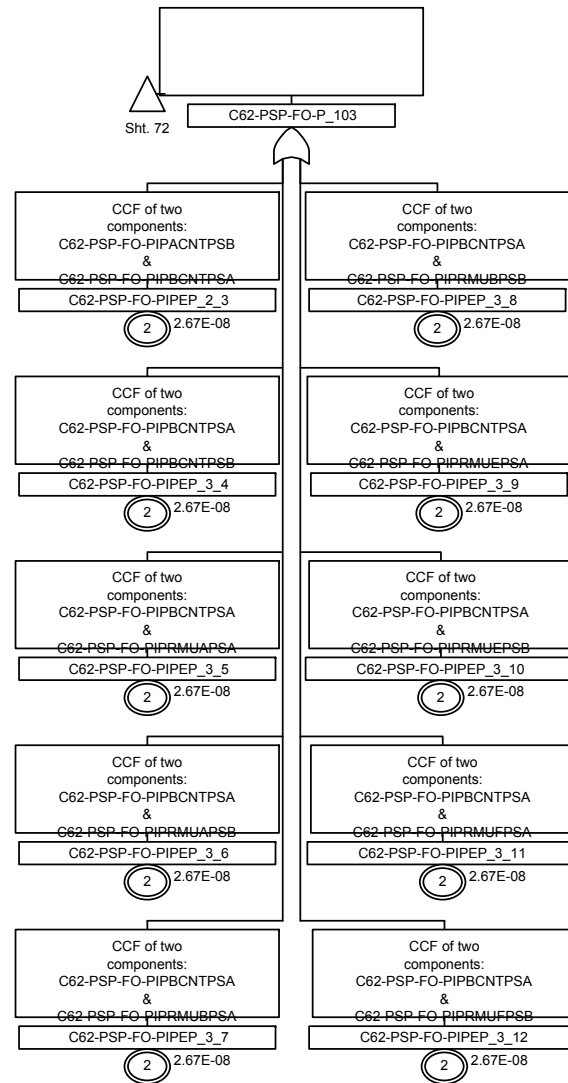 C62-PSP-FO-P_103
Sht. 72
CCF of two
components:
C62-PSP-FO-PIPACNTPSB
&
C62-PSP-FO-PIPBCNTPSA
C62-PSP-FO-PIPEP_2_3
2
2.67E-08
CCF of two
components:
C62-PSP-FO-PIPBCNTPSA
&
C62-PSP-FO-PIPRMUBPSB
C62-PSP-FO-PIPEP_3_8
2
2.67E-08
CCF of two
components:
C62-PSP-FO-PIPBCNTPSA
&
C62-PSP-FO-PIPBCNTPSB
C62-PSP-FO-PIPEP_3_4
2
2.67E-08
CCF of two
components:
C62-PSP-FO-PIPBCNTPSA
&
C62-PSP-FO-PIPRMUEPSA
C62-PSP-FO-PIPEP_3_9
2
2.67E-08
CCF of two
components:
C62-PSP-FO-PIPBCNTPSA
&
C62-PSP-FO-PIPRMUAPSA
C62-PSP-FO-PIPEP_3_5
2
2.67E-08
CCF of two
components:
C62-PSP-FO-PIPBCNTPSA
&
C62-PSP-FO-PIPRMUEPSB
C62-PSP-FO-PIPEP_3_10
2
2.67E-08
CCF of two
components:
C62-PSP-FO-PIPBCNTPSA
&
C62-PSP-FO-PIPRMUAPSB
C62-PSP-FO-PIPEP_3_6
2
2.67E-08
CCF of two
components:
C62-PSP-FO-PIPBCNTPSA
&
C62-PSP-FO-PIPRMUFPSA
C62-PSP-FO-PIPEP_3_11
2
2.67E-08
CCF of two
components:
C62-PSP-FO-PIPBCNTPSA
&
C62-PSP-FO-PIPRMUBPSA
C62-PSP-FO-PIPEP_3_7
2
2.67E-08
CCF of two
components:
C62-PSP-FO-PIPBCNTPSA
&
C62-PSP-FO-PIPRMUFPSB
C62-PSP-FO-PIPEP_3_12
2
2.67E-08